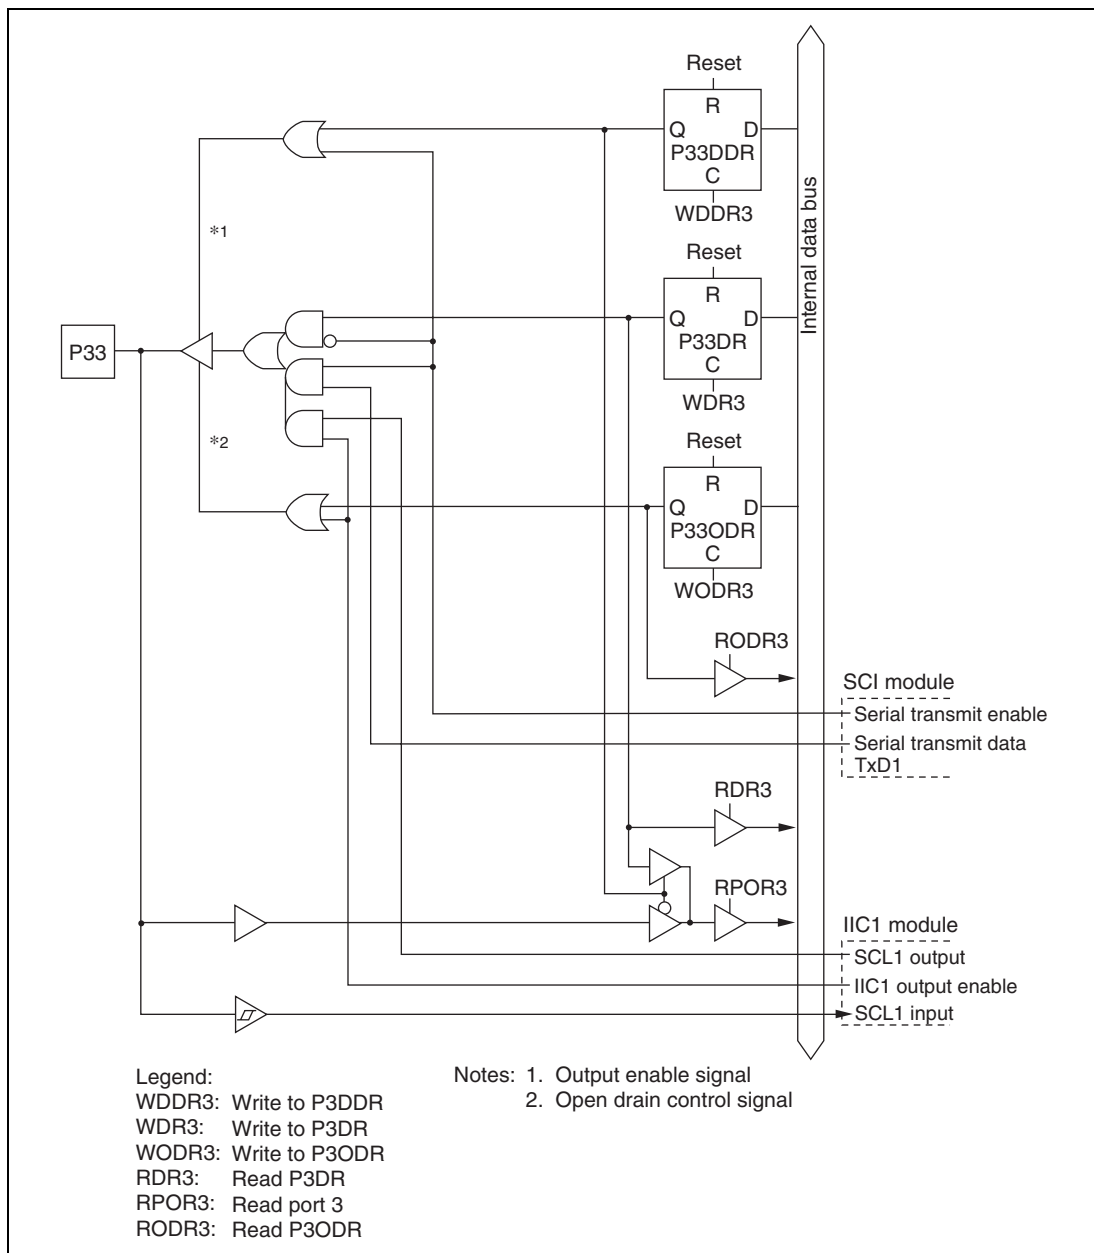 Reset
R
Q D
P33DDR
C
WDDR3
Internal data bus
*1
Reset
R
Q D
P33DR
C
WDR3
P33
*2
Reset
R
Q D
P33ODR
C
WODR3
RODR3
SCI module
Serial transmit enable
Serial transmit data
TxD1
RDR3
RPOR3
IIC1 module
SCL1 output
IIC1 output enable
SCL1 input
Legend:
WDDR3: Write to P3DDR
WDR3: Write to P3DR
WODR3: Write to P3ODR
RDR3: Read P3DR
RPOR3: Read port 3
RODR3: Read P3ODR
Notes: 1. Output enable signal
2. Open drain control signal